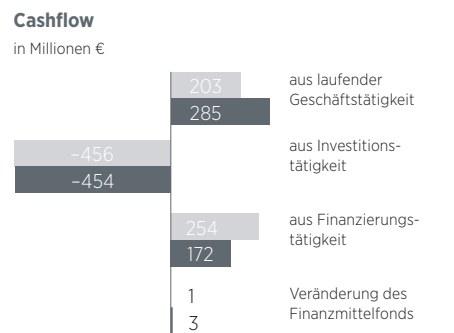 Cashflow
in Millionen €
203
285
aus laufender
Geschäftstätigkeit
–456
–454
aus Investitions-
tätigkeit
254
172
aus Finanzierungs-
tätigkeit
1
3
Veränderung des
Finanzmittelfonds